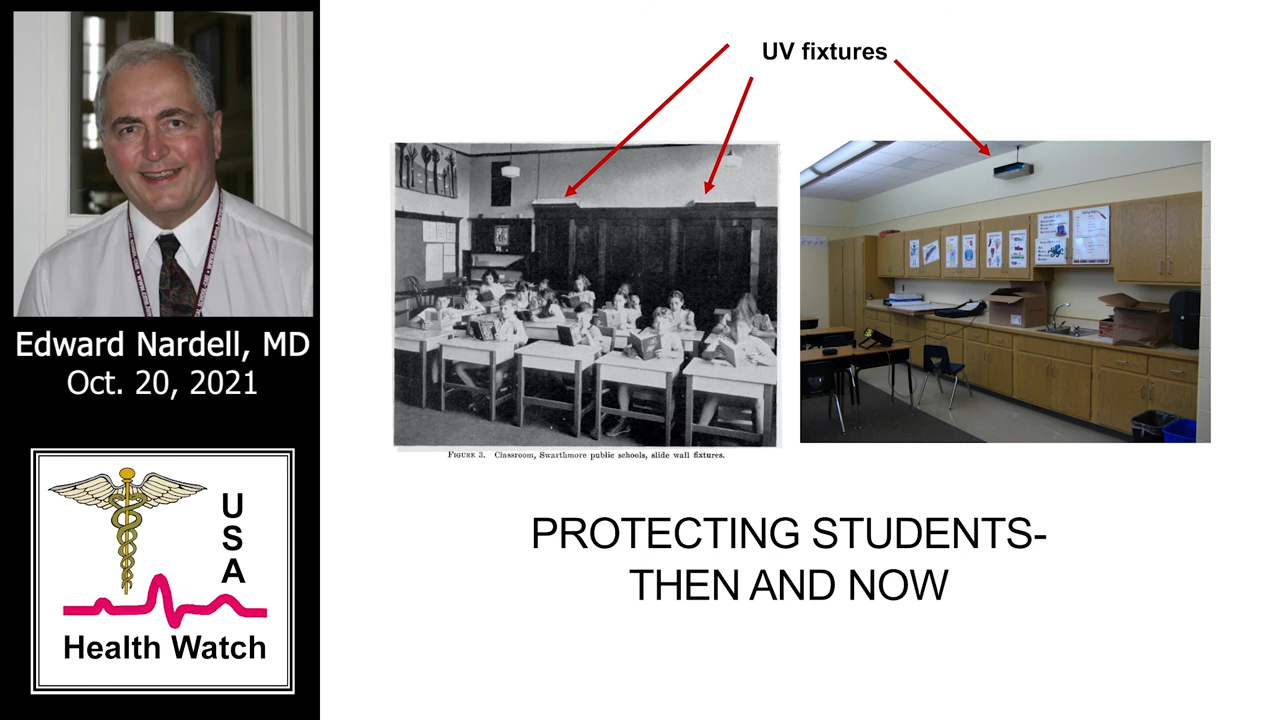 Edward Nardell, MD
Oct. 20, 2021
U
S
A
Health Watch
UV fixtures
FIGURE 3. Classroom, Swarthmore public schools, slide wall fixtures.
PROTECTING STUDENTS-
THEN AND NOW